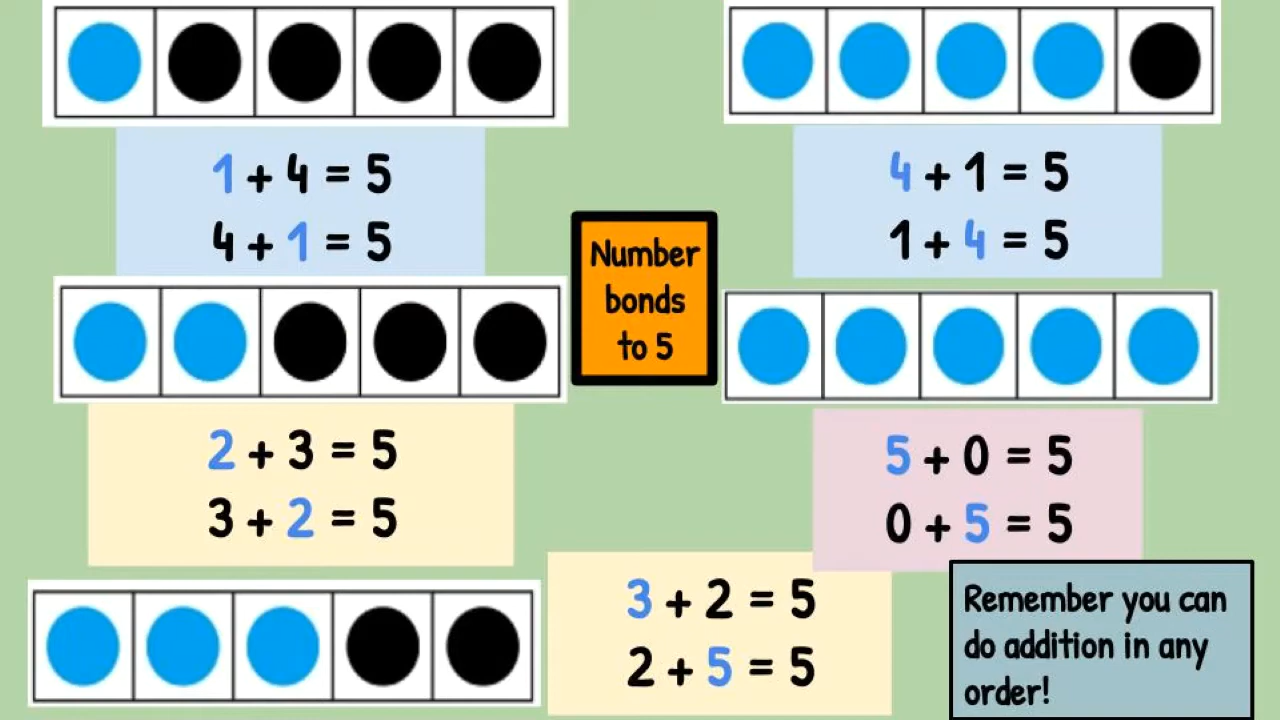 1 + 4 = 5
4 + 1 = 5
4 + 1 = 5
1 + 4 = 5
Number
bonds
to 5
2 + 3 = 5
3 + 2 = 5
5 + 0 = 5
0 + 5 = 5
3 + 2 = 5
2 + 5 = 5
Remember you can
do addition in any
order!